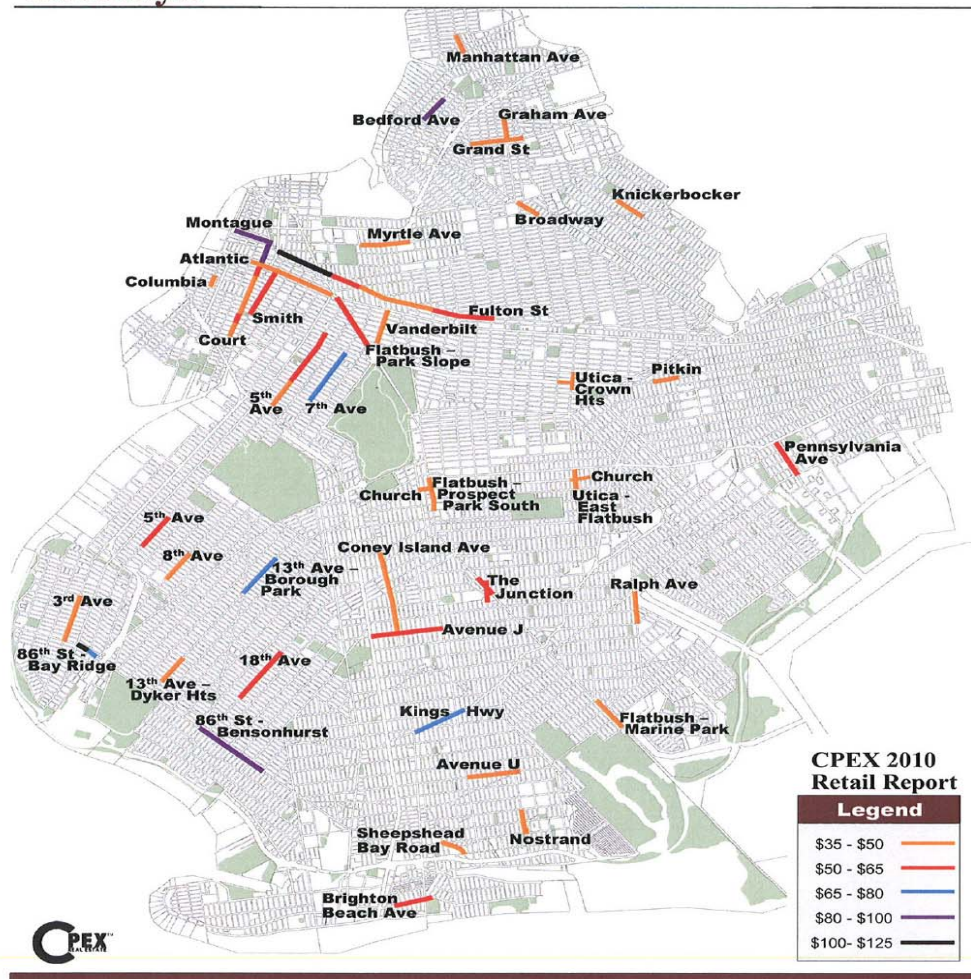 Manhattan Ave
Bedford Ave
Graham Ave
Grand St
Knickerbocker
Broadway
Montague
Myrtle Ave
Atlantic
Columbia
Smith
Fulton St
Court
Vanderbilt
Flatbush –
Park Slope
5th
Ave
7th Ave
Utica -
Crown
Hts
Pitkin
Pennsylvania
Ave
Church
Flatbush –
Prospect
Park South
Church
Utica -
East
Flatbush
5th Ave
8th Ave
Coney Island Ave
13th Ave –
Borough
Park
The
Junction
Ralph Ave
3rd Ave
86th St -
Bay Ridge
Avenue J
18th Ave
13th Ave –
Dyker Hts
86th St -
Bensonhurst
Kings Hwy
Flatbush –
Marine Park
Avenue U
Sheepshead
Bay Road
Nostrand
Brighton
Beach Ave
CPEX 2010
Retail Report
Legend
$35 - $50
$50 - $65
$65 - $80
$80 - $100
$100- $125
CPEX™
REAL ESTATE